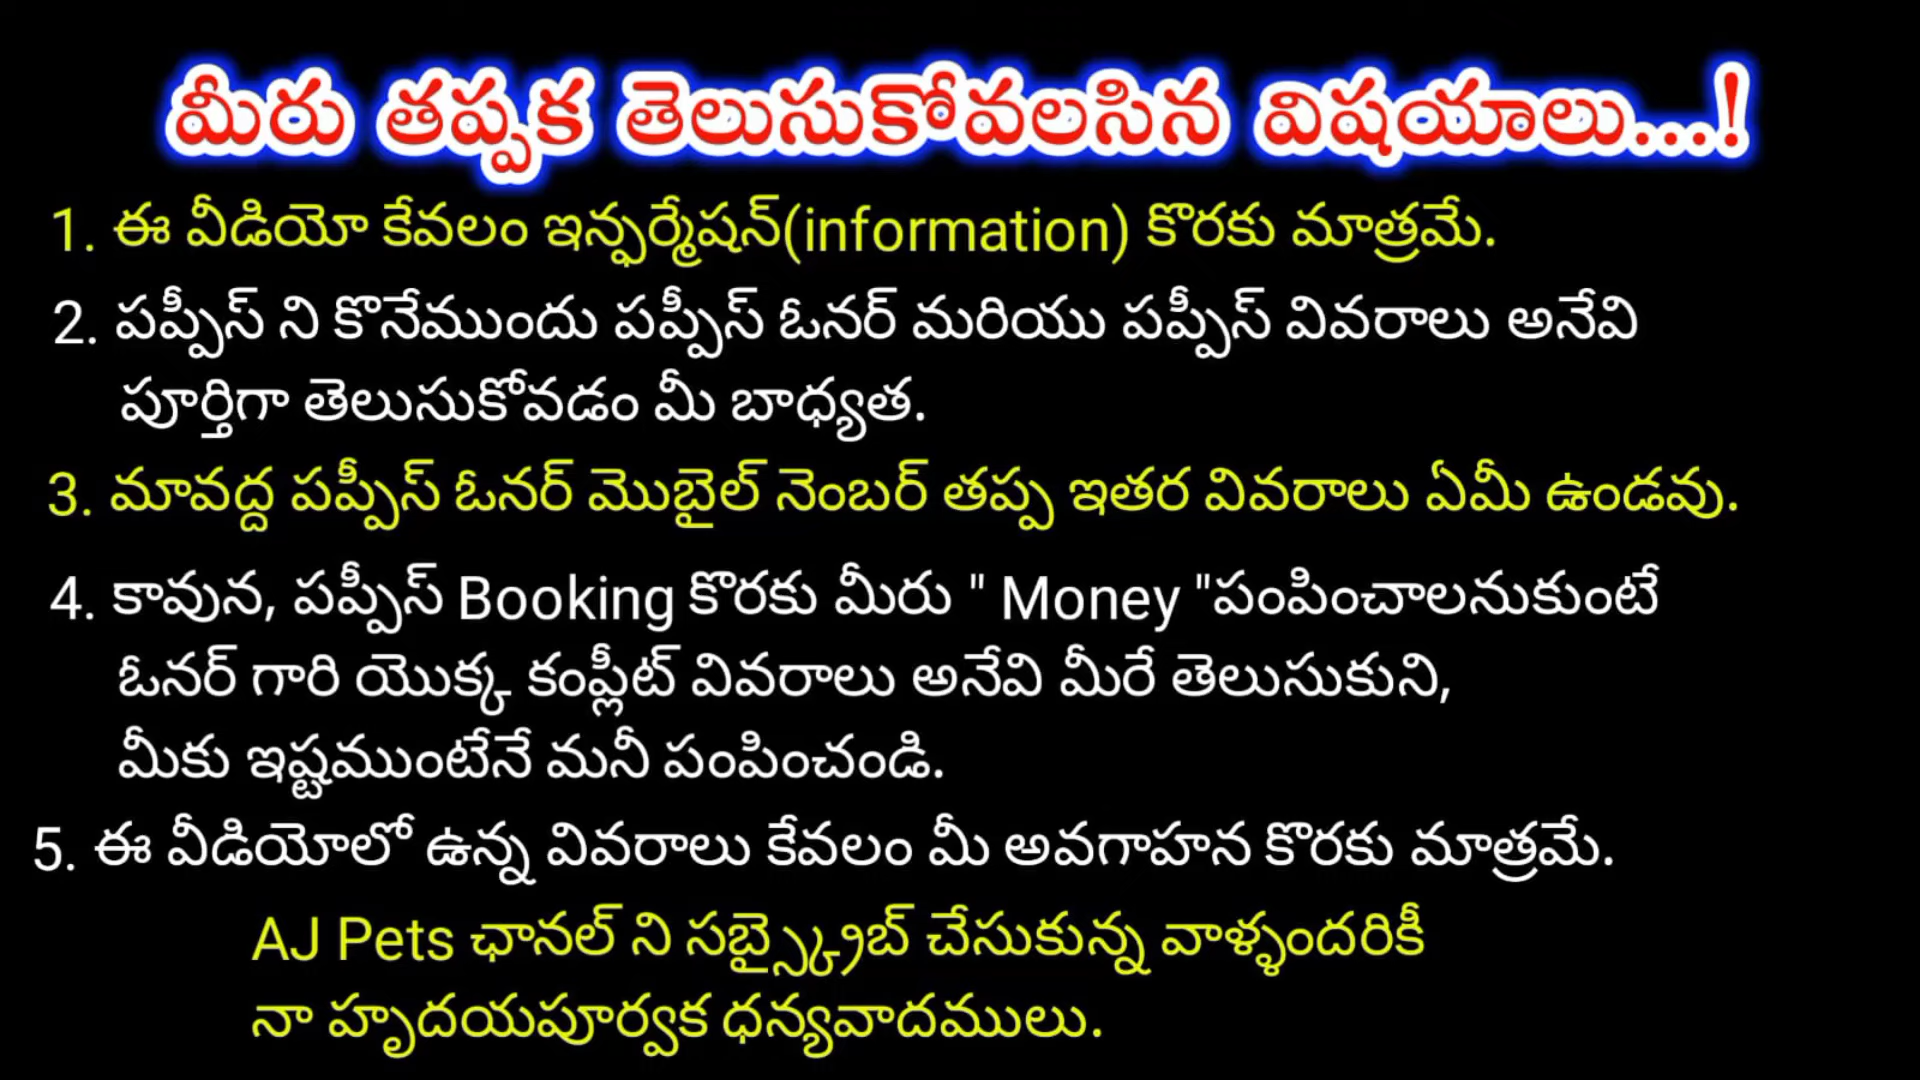 మీరు తప్పక తెలుసుకోవలసిన విషయాలు...!
1. ఈ వీడియో కేవలం ఇన్ఫర్మేషన్(information) కొరకు మాత్రమే.
2. పప్పీస్ ని కొనేముందు పప్పీస్ ఓనర్ మరియు పప్పీస్ వివరాలు అనేవి
పూర్తిగా తెలుసుకోవడం మీ బాధ్యత.
3. మావద్ద పప్పీస్ ఓనర్ మొబైల్ నెంబర్ తప్ప ఇతర వివరాలు ఏమీ ఉండవు.
4. కావున, పప్పీస్ Booking కొరకు మీరు " Money "పంపించాలనుకుంటే
ఓనర్ గారి యొక్క కంప్లీట్ వివరాలు అనేవి మీరే తెలుసుకుని,
మీకు ఇష్టముంటేనే మనీ పంపించండి.
5. ఈ వీడియోలో ఉన్న వివరాలు కేవలం మీ అవగాహన కొరకు మాత్రమే.
AJ Pets ఛానల్ ని సబ్స్క్రైబ్ చేసుకున్న వాళ్ళందరికీ
నా హృదయపూర్వక ధన్యవాదములు.